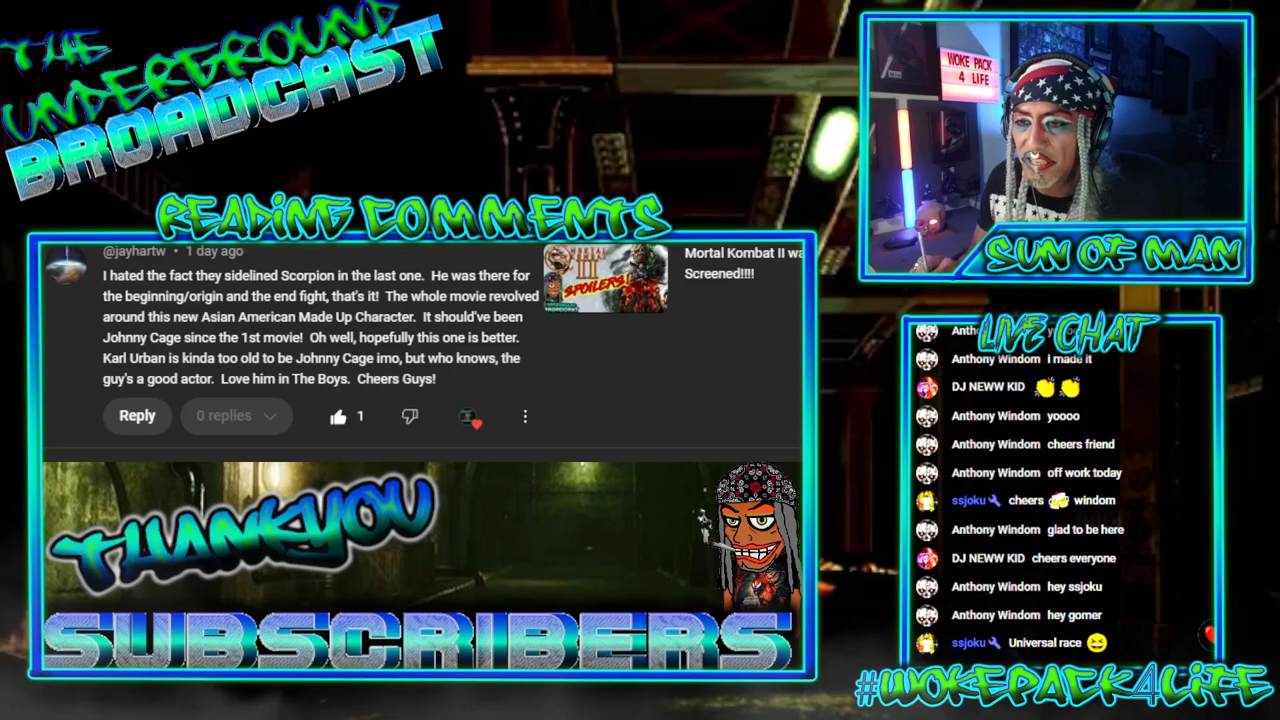 THE
UNDERGROUND
BROADCAST
WOKE PACK
4 LIFE
SUN OF MAN
READING COMMENTS
@jayhartw • 1 day ago
I hated the fact they sidelined Scorpion in the last one. He was there for
the beginning/origin and the end fight, that's it! The whole movie revolved
around this new Asian American Made Up Character. It should've been
Johnny Cage since the 1st movie! Oh well, hopefully this one is better.
Karl Urban is kinda too old to be Johnny Cage imo, but who knows, the
guy's a good actor. Love him in The Boys. Cheers Guys!
SPOILERS!
Mortal Kombat II wa
Screened!!!!
Reply
0 replies
1
THANKYOU
SUBSCRIBERS
LIVE CHAT
Anthony Windom i made it
DJ NEWW KID 👏 👏
Anthony Windom yoooo
Anthony Windom cheers friend
Anthony Windom off work today
ssjoku cheers 🍻 windom
Anthony Windom glad to be here
DJ NEWW KID cheers everyone
Anthony Windom hey ssjoku
Anthony Windom hey gomer
ssjoku Universal race 😆
#WOKEPACK4LIFE